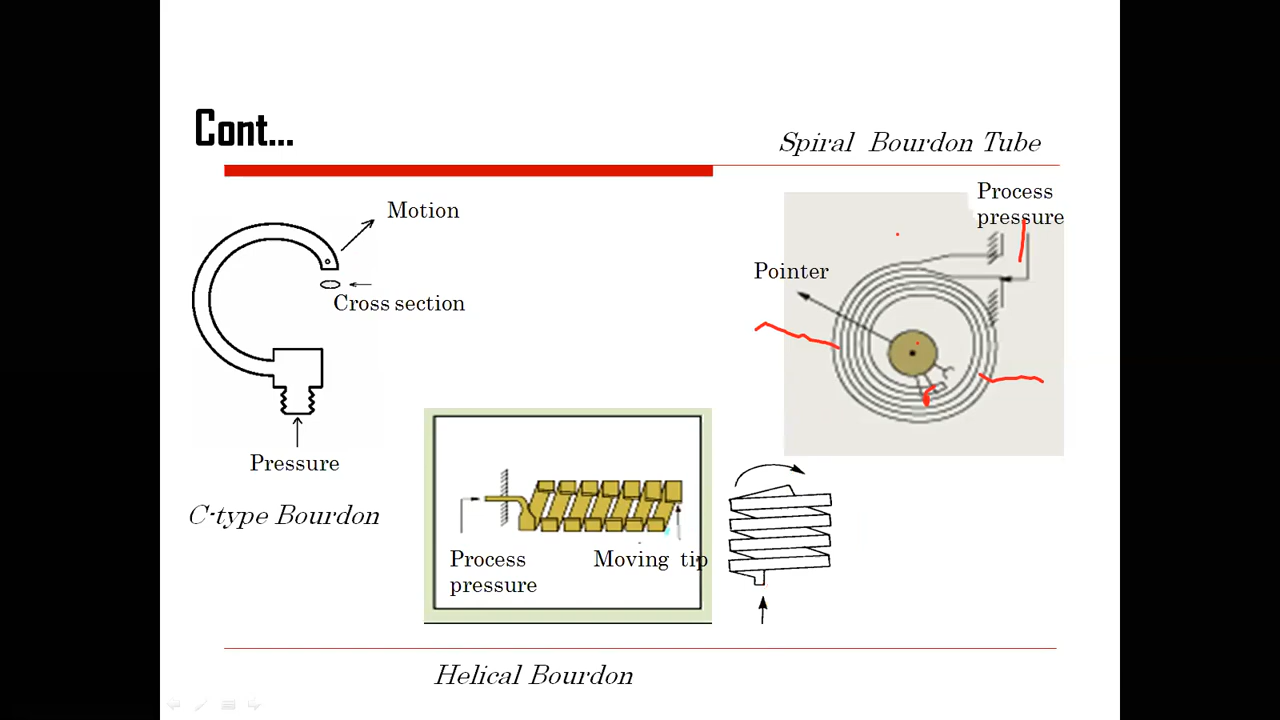 Cont...
Spiral Bourdon Tube
Process
pressure
Motion
Pointer
Cross section
Pressure
C-type Bourdon
Process
pressure
Moving tip
Helical Bourdon